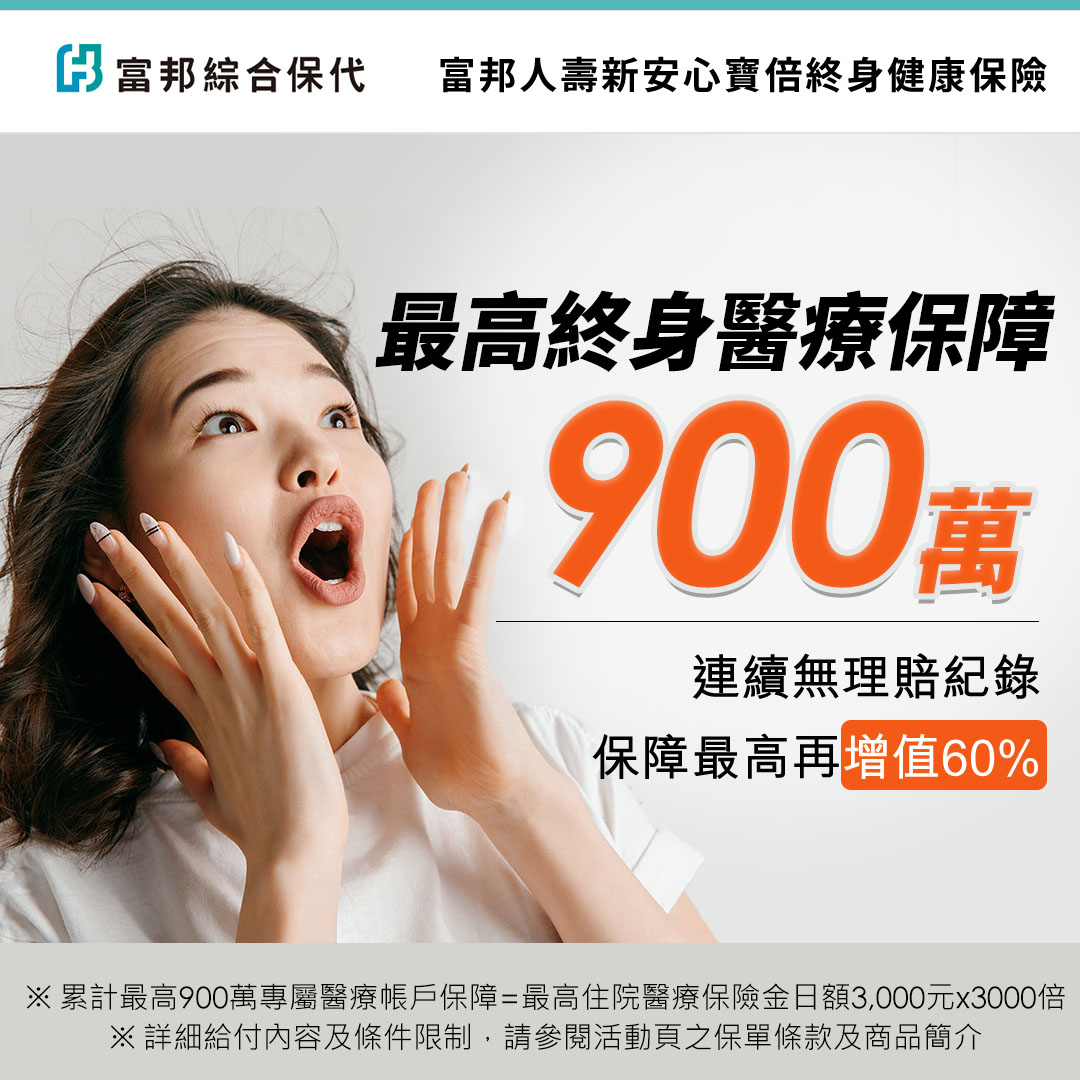 富邦綜合保代
富邦人壽新安心寶倍終身健康保險
最高終身醫療保障
900萬
連續無理賠紀錄
保障最高再增值60%
※ 累計最高900萬專屬醫療帳戶保障=最高住院醫療保險金日額3,000元x3000倍
※ 詳細給付內容及條件限制，請參閱活動頁之保單條款及商品簡介